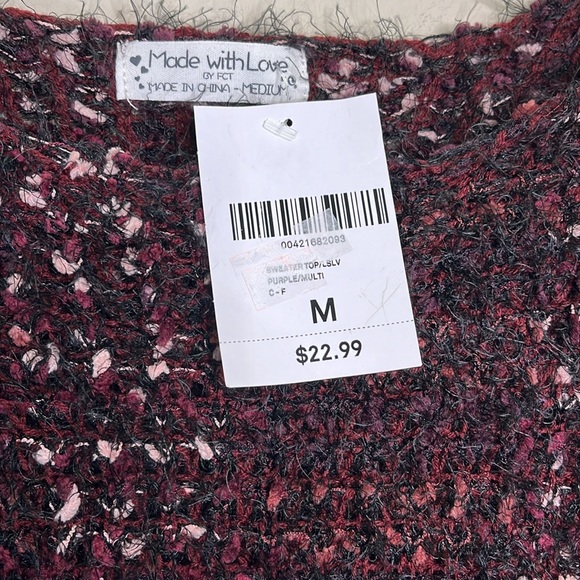 Made with Love
BY FCT
MADE IN CHINA - MEDIUM
00421682093
SWEATER TOP/LSLV
PURPLE/MULTI
C - F
M
$22.99